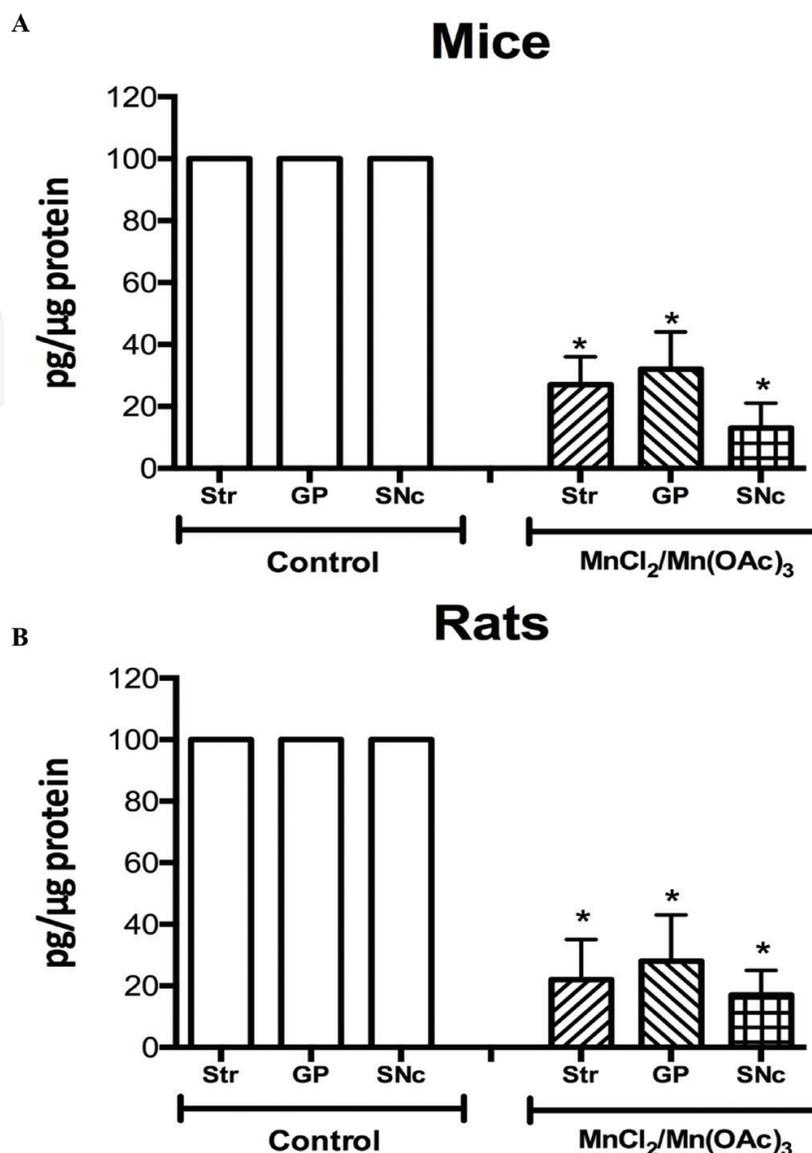 A
Mice
pg/µg protein
120
100
80
60
40
20
0
* * *
Str GP SNc Str GP SNc
Control MnCl₂/Mn(OAc)₃
B
Rats
pg/µg protein
120
100
80
60
40
20
0
* * *
Str GP SNc Str GP SNc
Control MnCl₂/Mn(OAc)₃